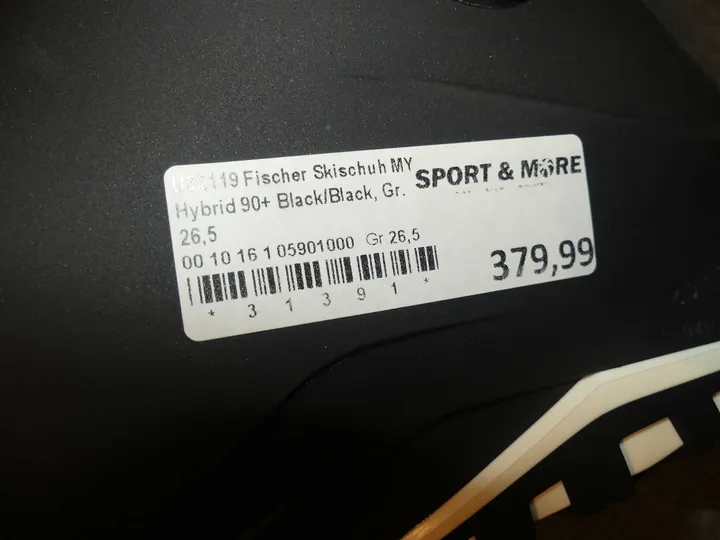 119 Fischer Skischuh MY
SPORT & MORE
Hybrid 90+ Black/Black, Gr.
26,5
00 10 16 1 05901000 Gr 26,5
379,99
* 3 1 3 9 1 *